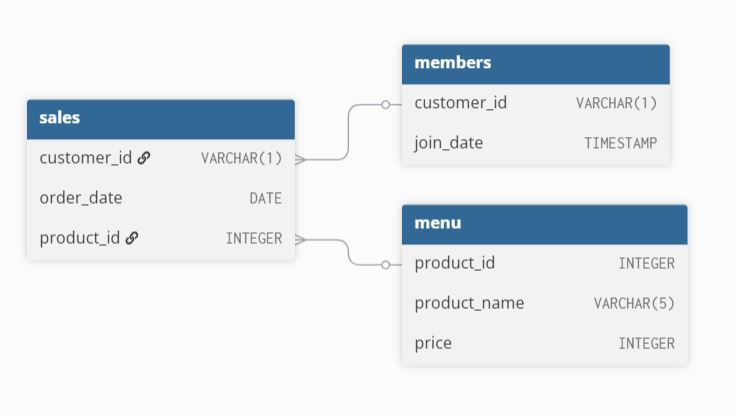 sales
customer_id VARCHAR(1)
order_date DATE
product_id INTEGER
members
customer_id VARCHAR(1)
join_date TIMESTAMP
menu
product_id INTEGER
product_name VARCHAR(5)
price INTEGER